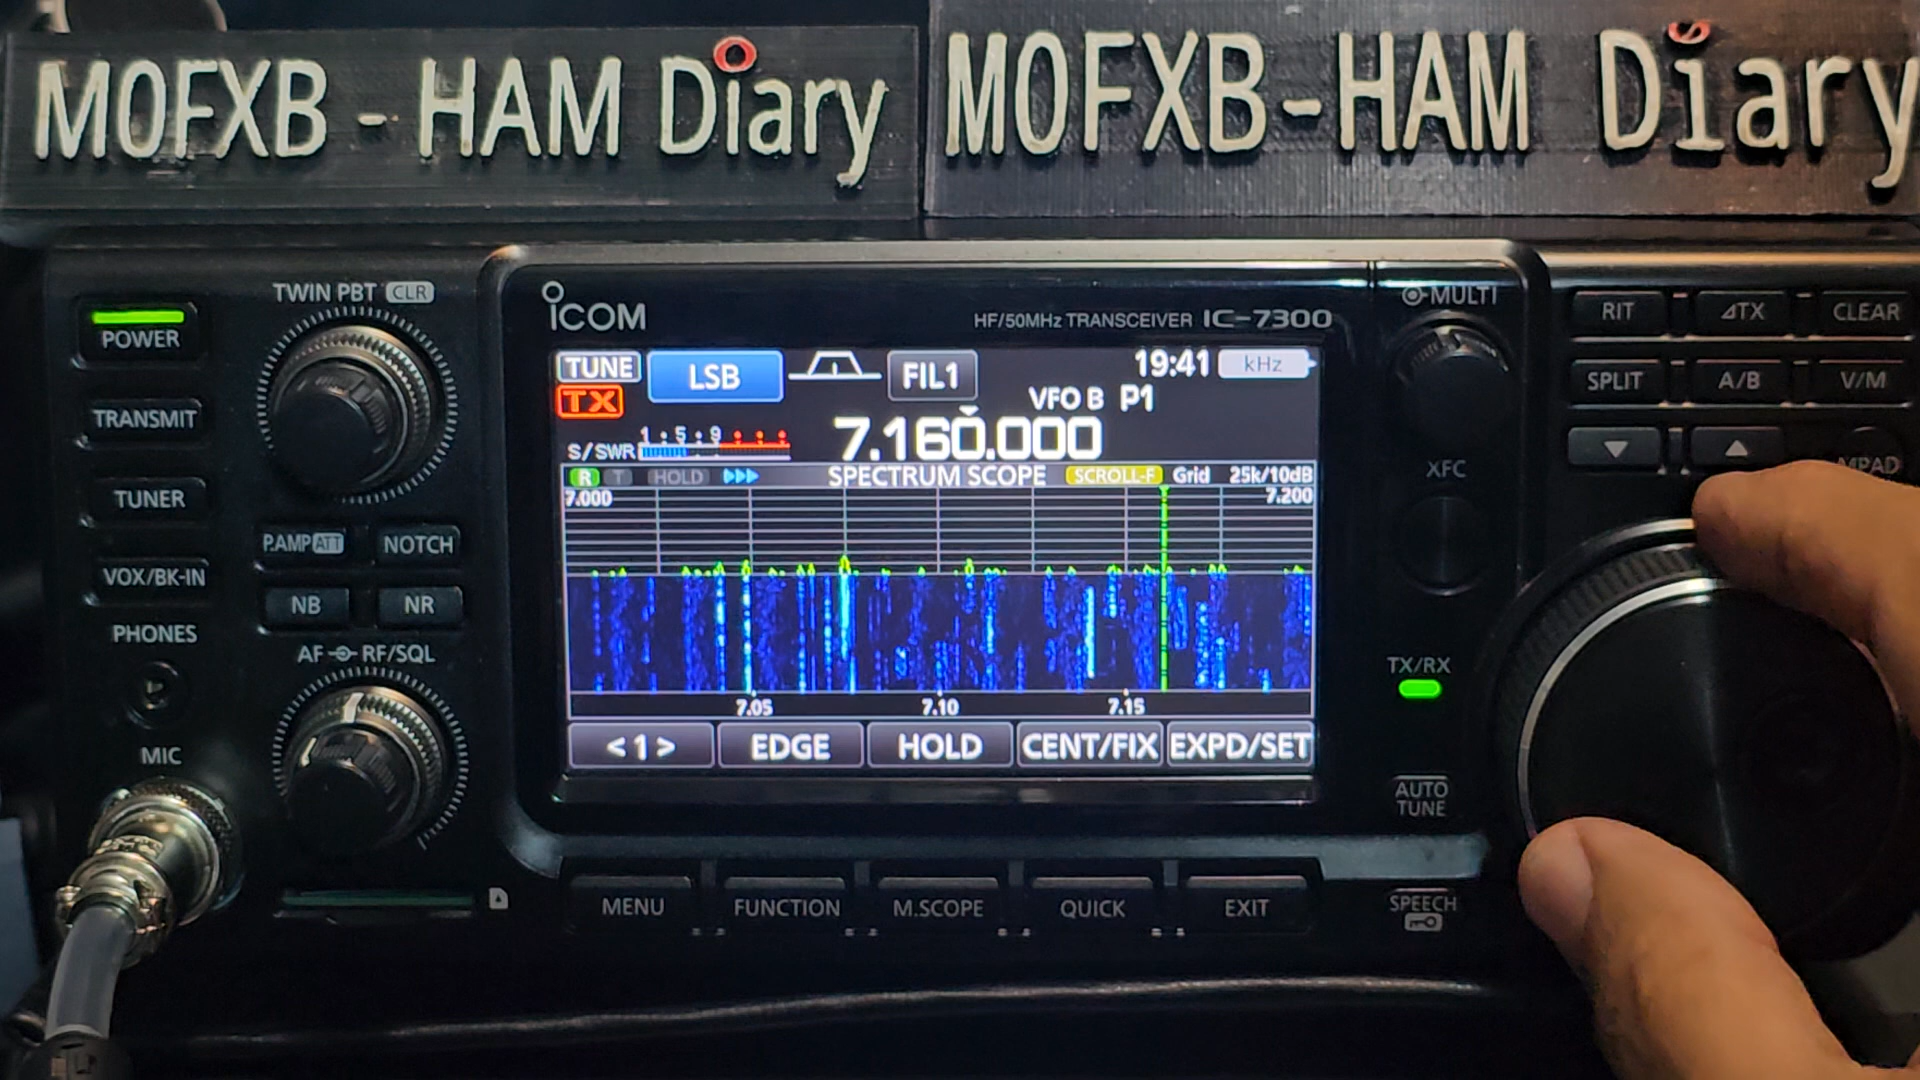 M0FXB - HAM Diary
M0FXB-HAM Diary
TWIN PBT CLR
POWER
TRANSMIT
TUNER
VOX/BK-IN
PHONES
MIC
P.AMP ATT
NOTCH
NB
NR
AF RF/SQL
ICOM
HF/50MHz TRANSCEIVER IC-7300
TUNE
LSB
FIL1
19:41
kHz
TX
VFO B P1
1 5 9
S/SWR
7.160.000
R T HOLD
SPECTRUM SCOPE
SCROLL-F
Grid
25k/10dB
7.000
7.200
7.05
7.10
7.15
<1>
EDGE
HOLD
CENT/FIX
EXPD/SET
MENU
FUNCTION
M.SCOPE
QUICK
EXIT
MULTI
XFC
TX/RX
AUTO
TUNE
SPEECH
RIT
⊿TX
CLEAR
SPLIT
A/B
V/M
▼
▲